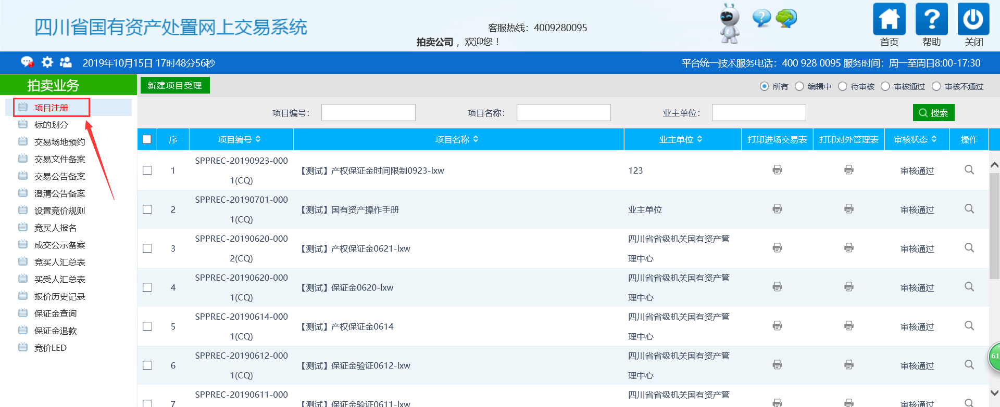 四川省国有资产处置网上交易系统
客服热线：4009280095
拍卖公司 ，欢迎您！
首页
帮助
关闭
2019年10月15日 17时48分56秒
平台统一技术服务电话：400 928 0095 服务时间：周一至周日8:00-17:30
拍卖业务
项目注册
标的划分
交易场地预约
交易文件备案
交易公告备案
澄清公告备案
设置竞价规则
竞买人报名
成交公示备案
竞买人汇总表
买受人汇总表
报价历史记录
保证金查询
保证金退款
竞价LED
新建项目受理
所有 编辑中 待审核 审核通过 审核不通过
项目编号： 项目名称： 业主单位： 搜索
序 项目编号 项目名称 业主单位 打印进场交易表 打印对外管理表 审核状态 操作
SPPREC-20190923-000
1 【测试】产权保证金时间限制0923-lxw 123 审核通过
1(CQ)
SPPREC-20190701-000
2 【测试】国有资产操作手册 业主单位 审核通过
1(CQ)
SPPREC-20190620-000 四川省省级机关国有资产管
3 【测试】产权保证金0621-lxw 审核通过
2(CQ) 理中心
SPPREC-20190620-000 四川省省级机关国有资产管
4 【测试】保证金0620-lxw 审核通过
1(CQ) 理中心
SPPREC-20190614-000 四川省省级机关国有资产管
5 【测试】产权保证金0614 审核通过
1(CQ) 理中心
SPPREC-20190612-000 四川省省级机关国有资产管
6 【测试】保证金验证0612-lxw 审核通过
1(CQ) 理中心
SPPREC-20190611-000 四川省省级机关国有资产管
7 【测试】保证金验证0611-lxw 审核通过
61